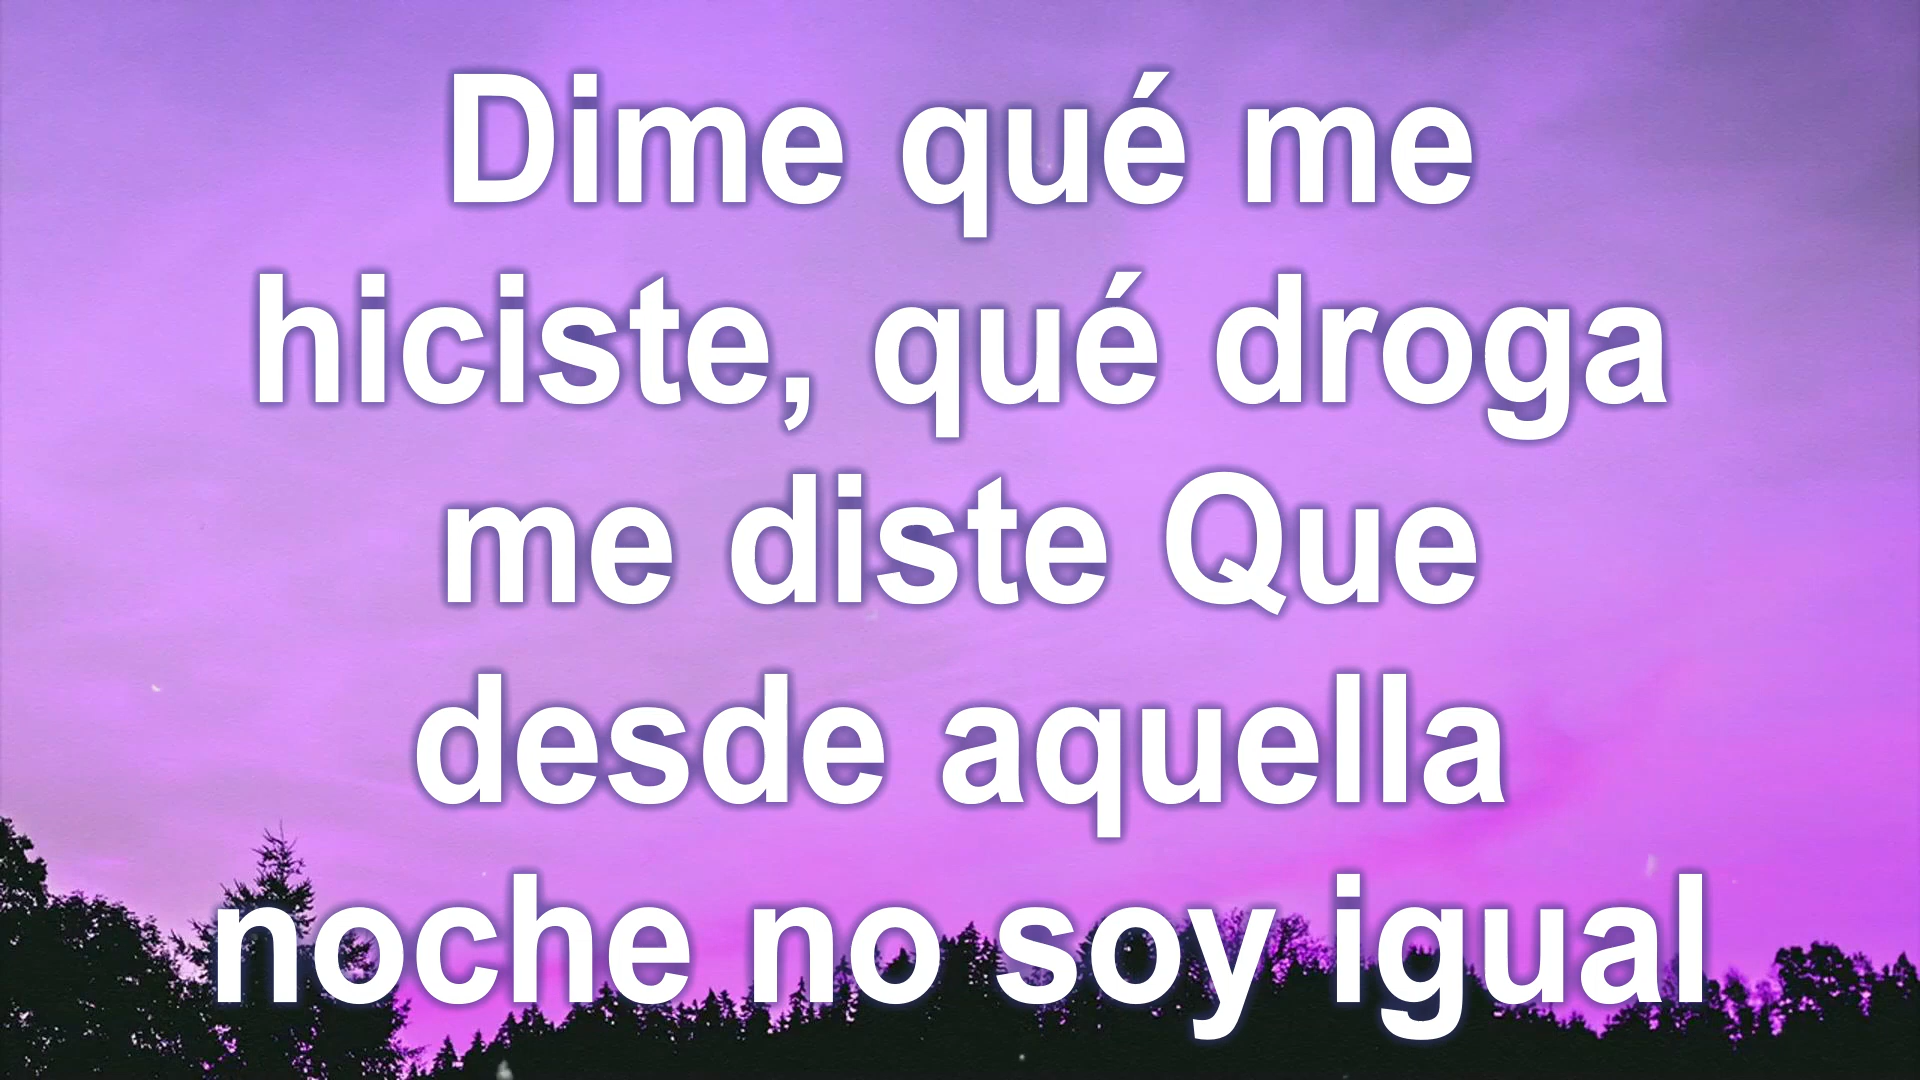 Dime qué me
hiciste, qué droga
me diste Que
desde aquella
noche no soy igual